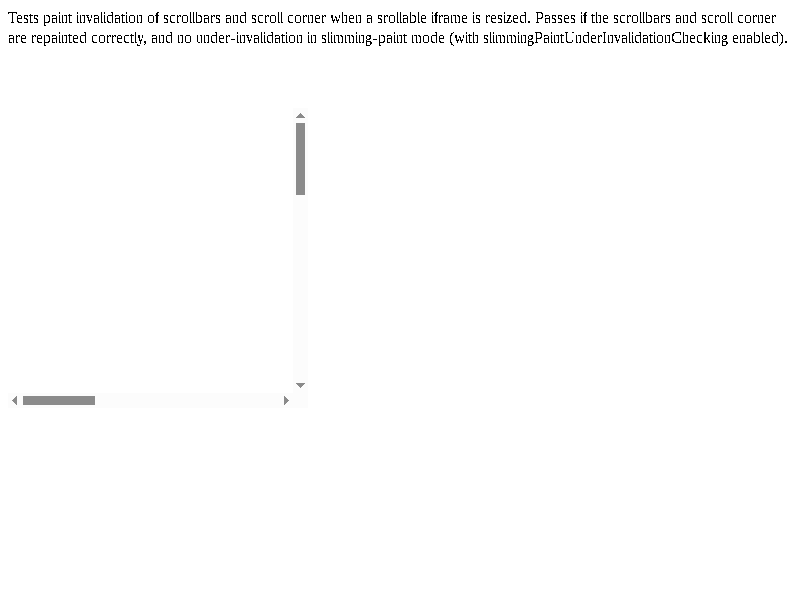 Tests paint invalidation of scrollbars and scroll corner when a srollable iframe is resized. Passes if the scrollbars and scroll corner
are repainted correctly, and no under-invalidation in slimming-paint mode (with slimmingPaintUnderInvalidationChecking enabled).